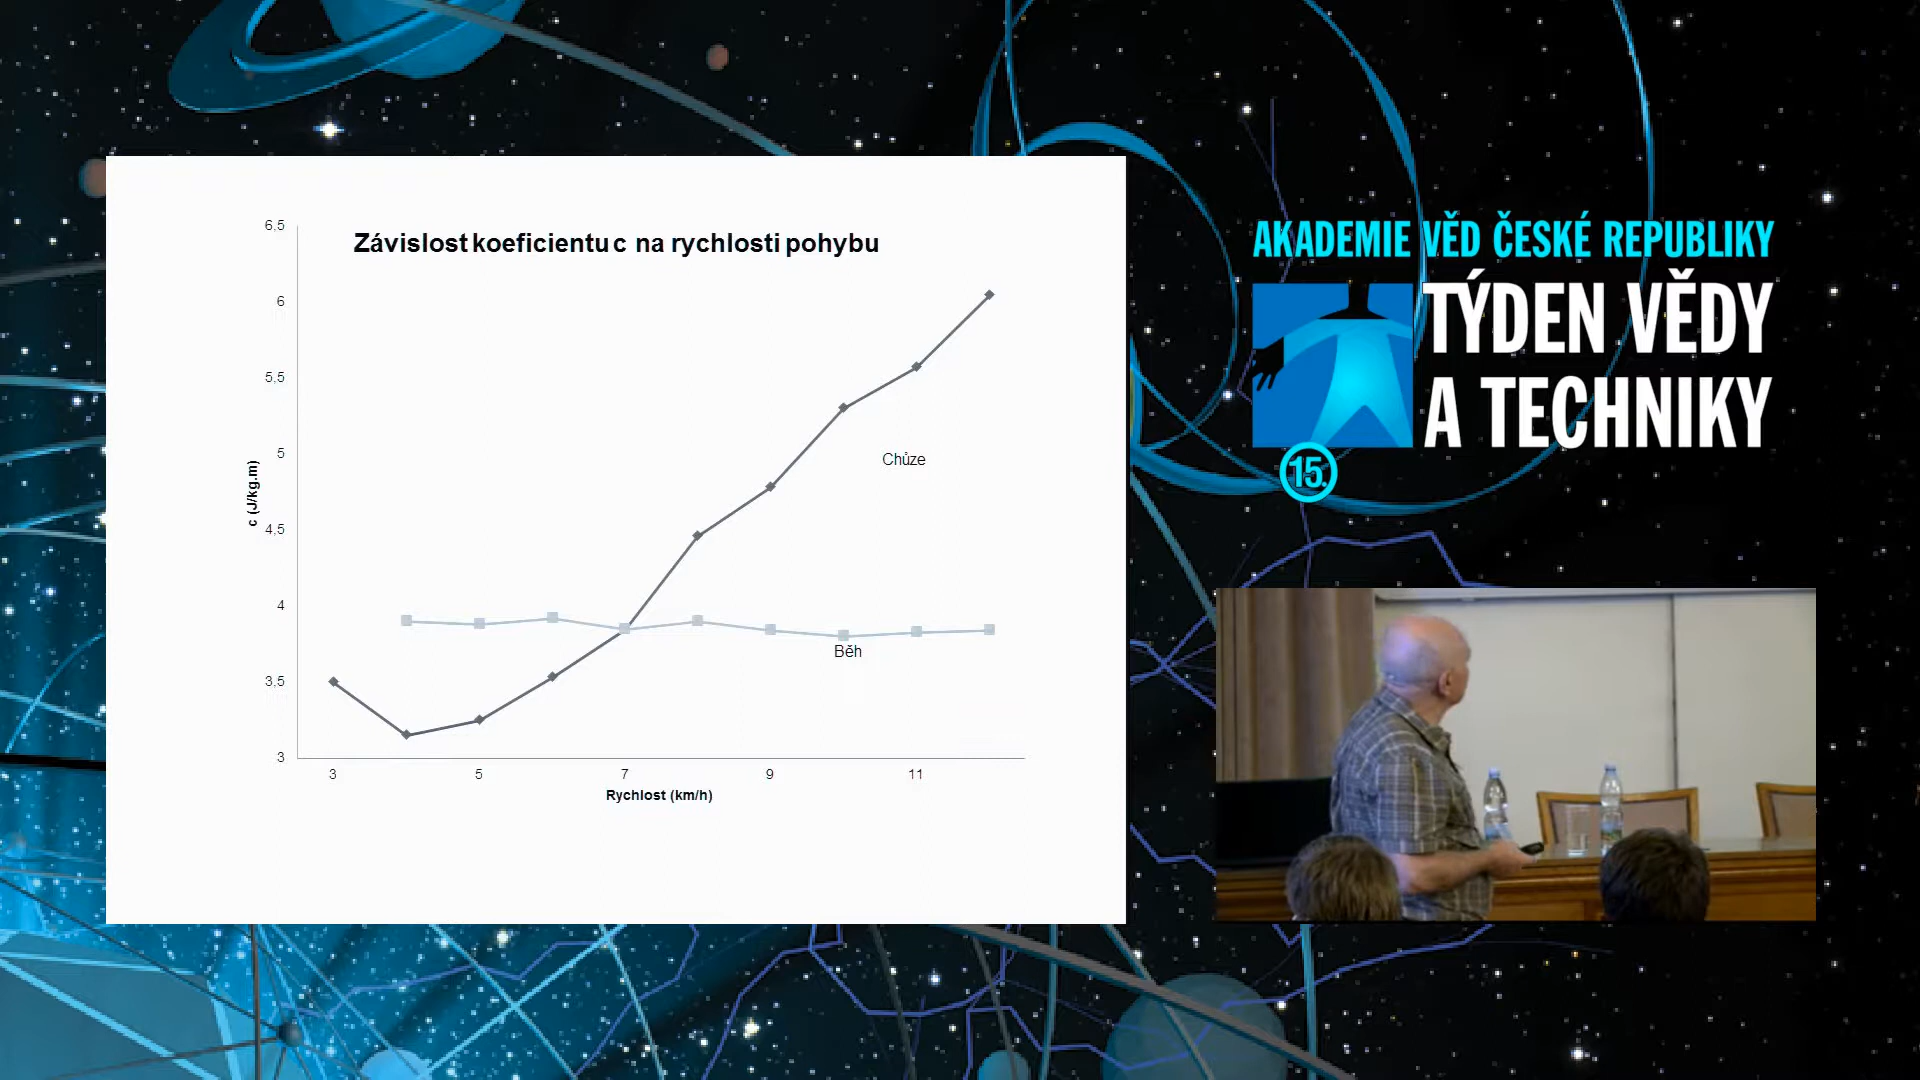 Závislost koeficientu c na rychlosti pohybu
6,5
6
5,5
5
4,5
4
3,5
3
c (J/kg.m)
Chůze
Běh
3 5 7 9 11
Rychlost (km/h)
AKADEMIE VĚD ČESKÉ REPUBLIKY
TÝDEN VĚDY
A TECHNIKY
15.